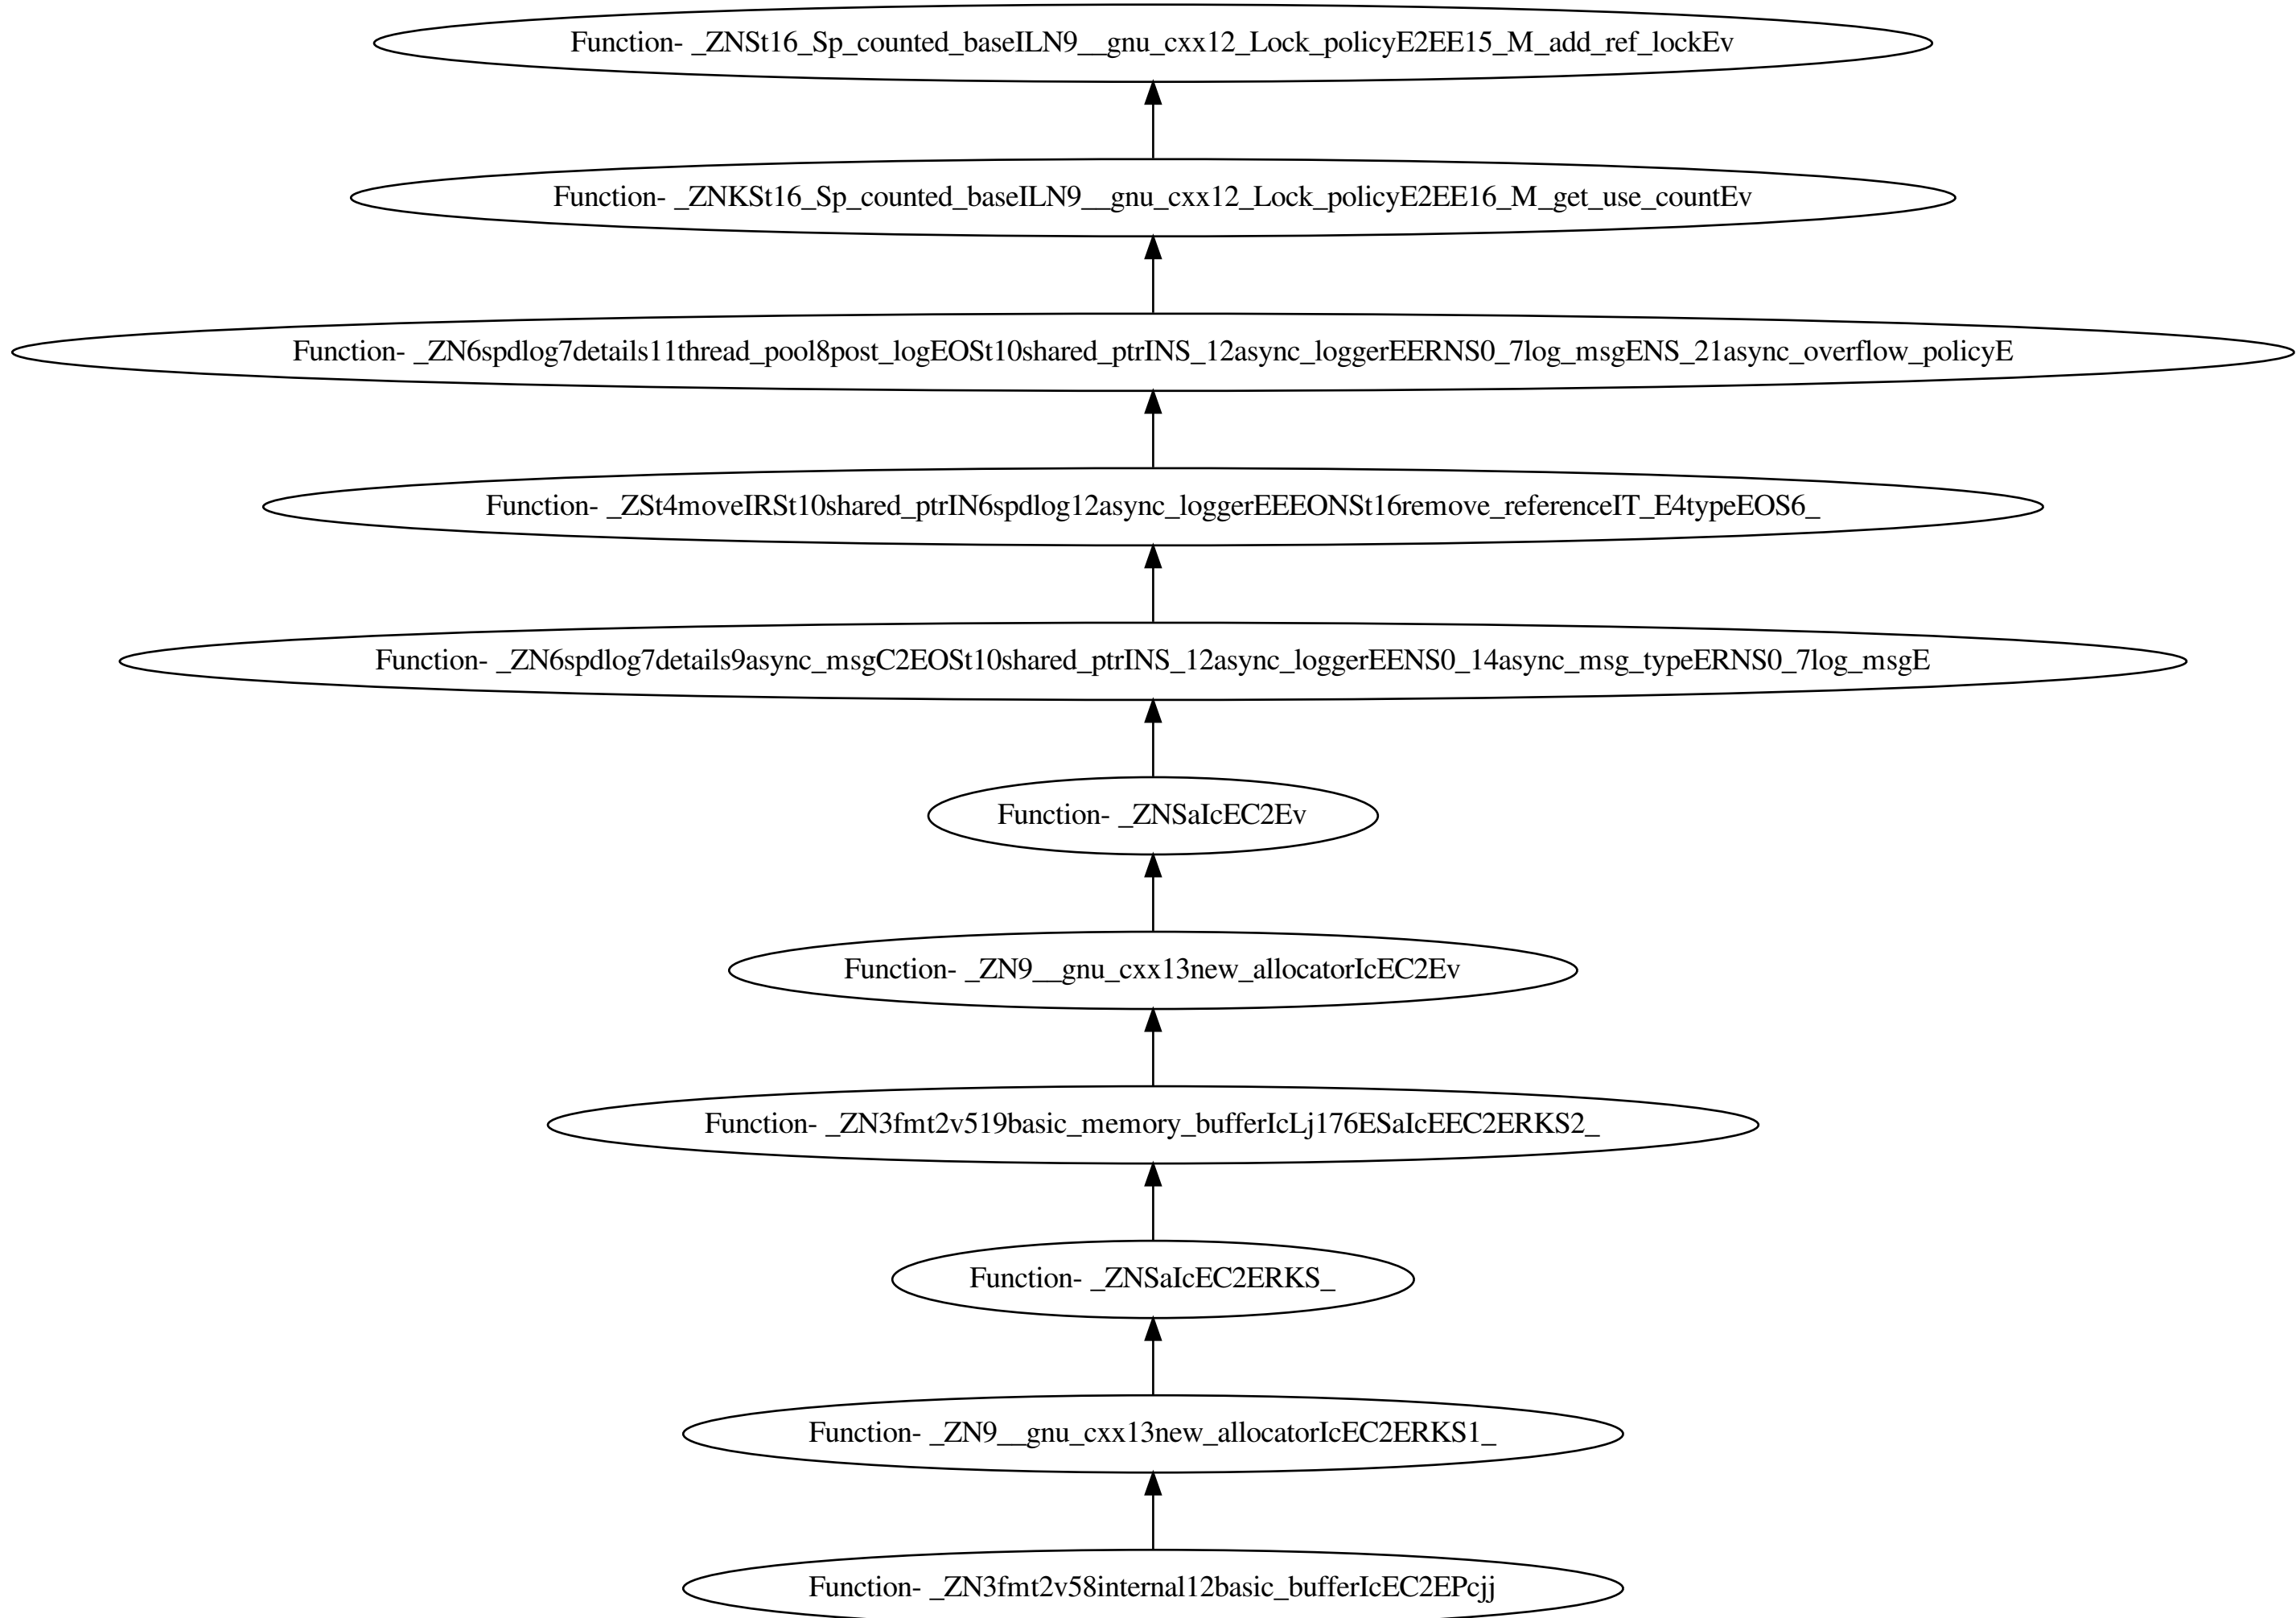 Function- _ZNSt16_Sp_counted_baseILN9__gnu_cxx12_Lock_policyE2EE15_M_add_ref_lockEv
Function- _ZNKSt16_Sp_counted_baseILN9__gnu_cxx12_Lock_policyE2EE16_M_get_use_countEv
Function- _ZN6spdlog7details11thread_pool8post_logEOSt10shared_ptrINS_12async_loggerEERNS0_7log_msgENS_21async_overflow_policyE
Function- _ZSt4moveIRSt10shared_ptrIN6spdlog12async_loggerEEEONSt16remove_referenceIT_E4typeEOS6_
Function- _ZN6spdlog7details9async_msgC2EOSt10shared_ptrINS_12async_loggerEENS0_14async_msg_typeERNS0_7log_msgE
Function- _ZNSaIcEC2Ev
Function- _ZN9__gnu_cxx13new_allocatorIcEC2Ev
Function- _ZN3fmt2v519basic_memory_bufferIcLj176ESaIcEEC2ERKS2_
Function- _ZNSaIcEC2ERKS_
Function- _ZN9__gnu_cxx13new_allocatorIcEC2ERKS1_
Function- _ZN3fmt2v58internal12basic_bufferIcEC2EPcjj